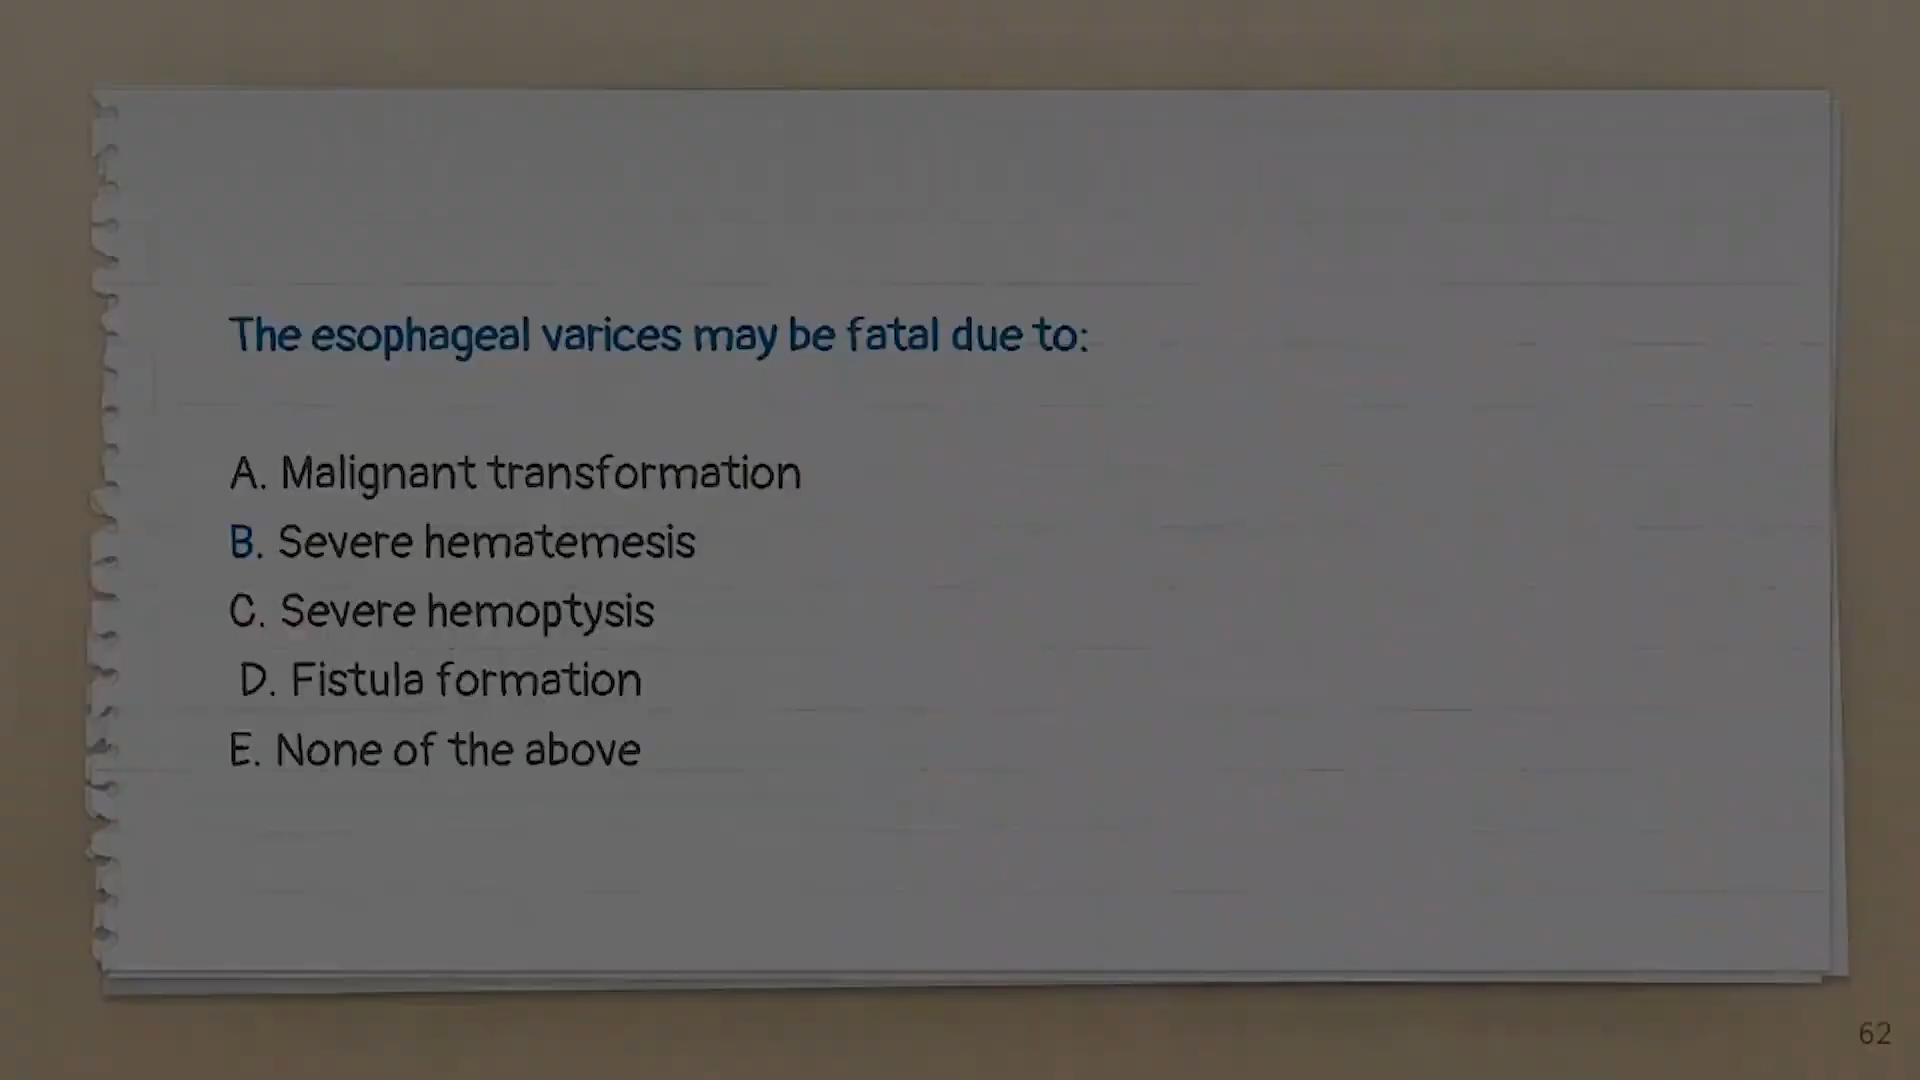 The esophageal varices may be fatal due to:
A. Malignant transformation
B. Severe hematemesis
C. Severe hemoptysis
D. Fistula formation
E. None of the above
62